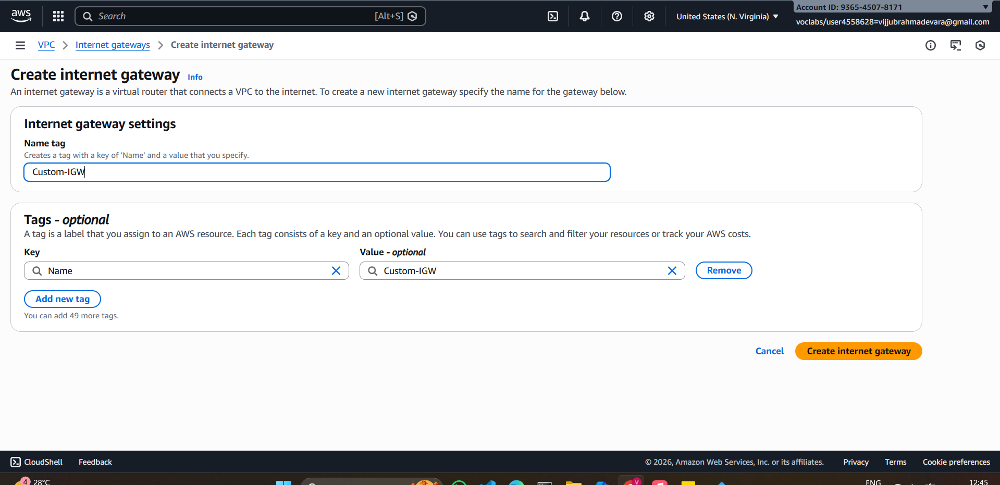 aws
Search [Alt+S]
United States (N. Virginia)
Account ID: 9365-4507-8171
voclabs/user4558628=vijjubrahmadevara@gmail.com
VPC Internet gateways Create internet gateway
Create internet gateway Info
An internet gateway is a virtual router that connects a VPC to the internet. To create a new internet gateway specify the name for the gateway below.
Internet gateway settings
Name tag
Creates a tag with a key of 'Name' and a value that you specify.
Custom-IGW
Tags - optional
A tag is a label that you assign to an AWS resource. Each tag consists of a key and an optional value. You can use tags to search and filter your resources or track your AWS costs.
Key Value - optional
Name Custom-IGW Remove
Add new tag
You can add 49 more tags.
Cancel Create internet gateway
CloudShell Feedback © 2026, Amazon Web Services, Inc. or its affiliates. Privacy Terms Cookie preferences
4 28°C V ENG 12:45